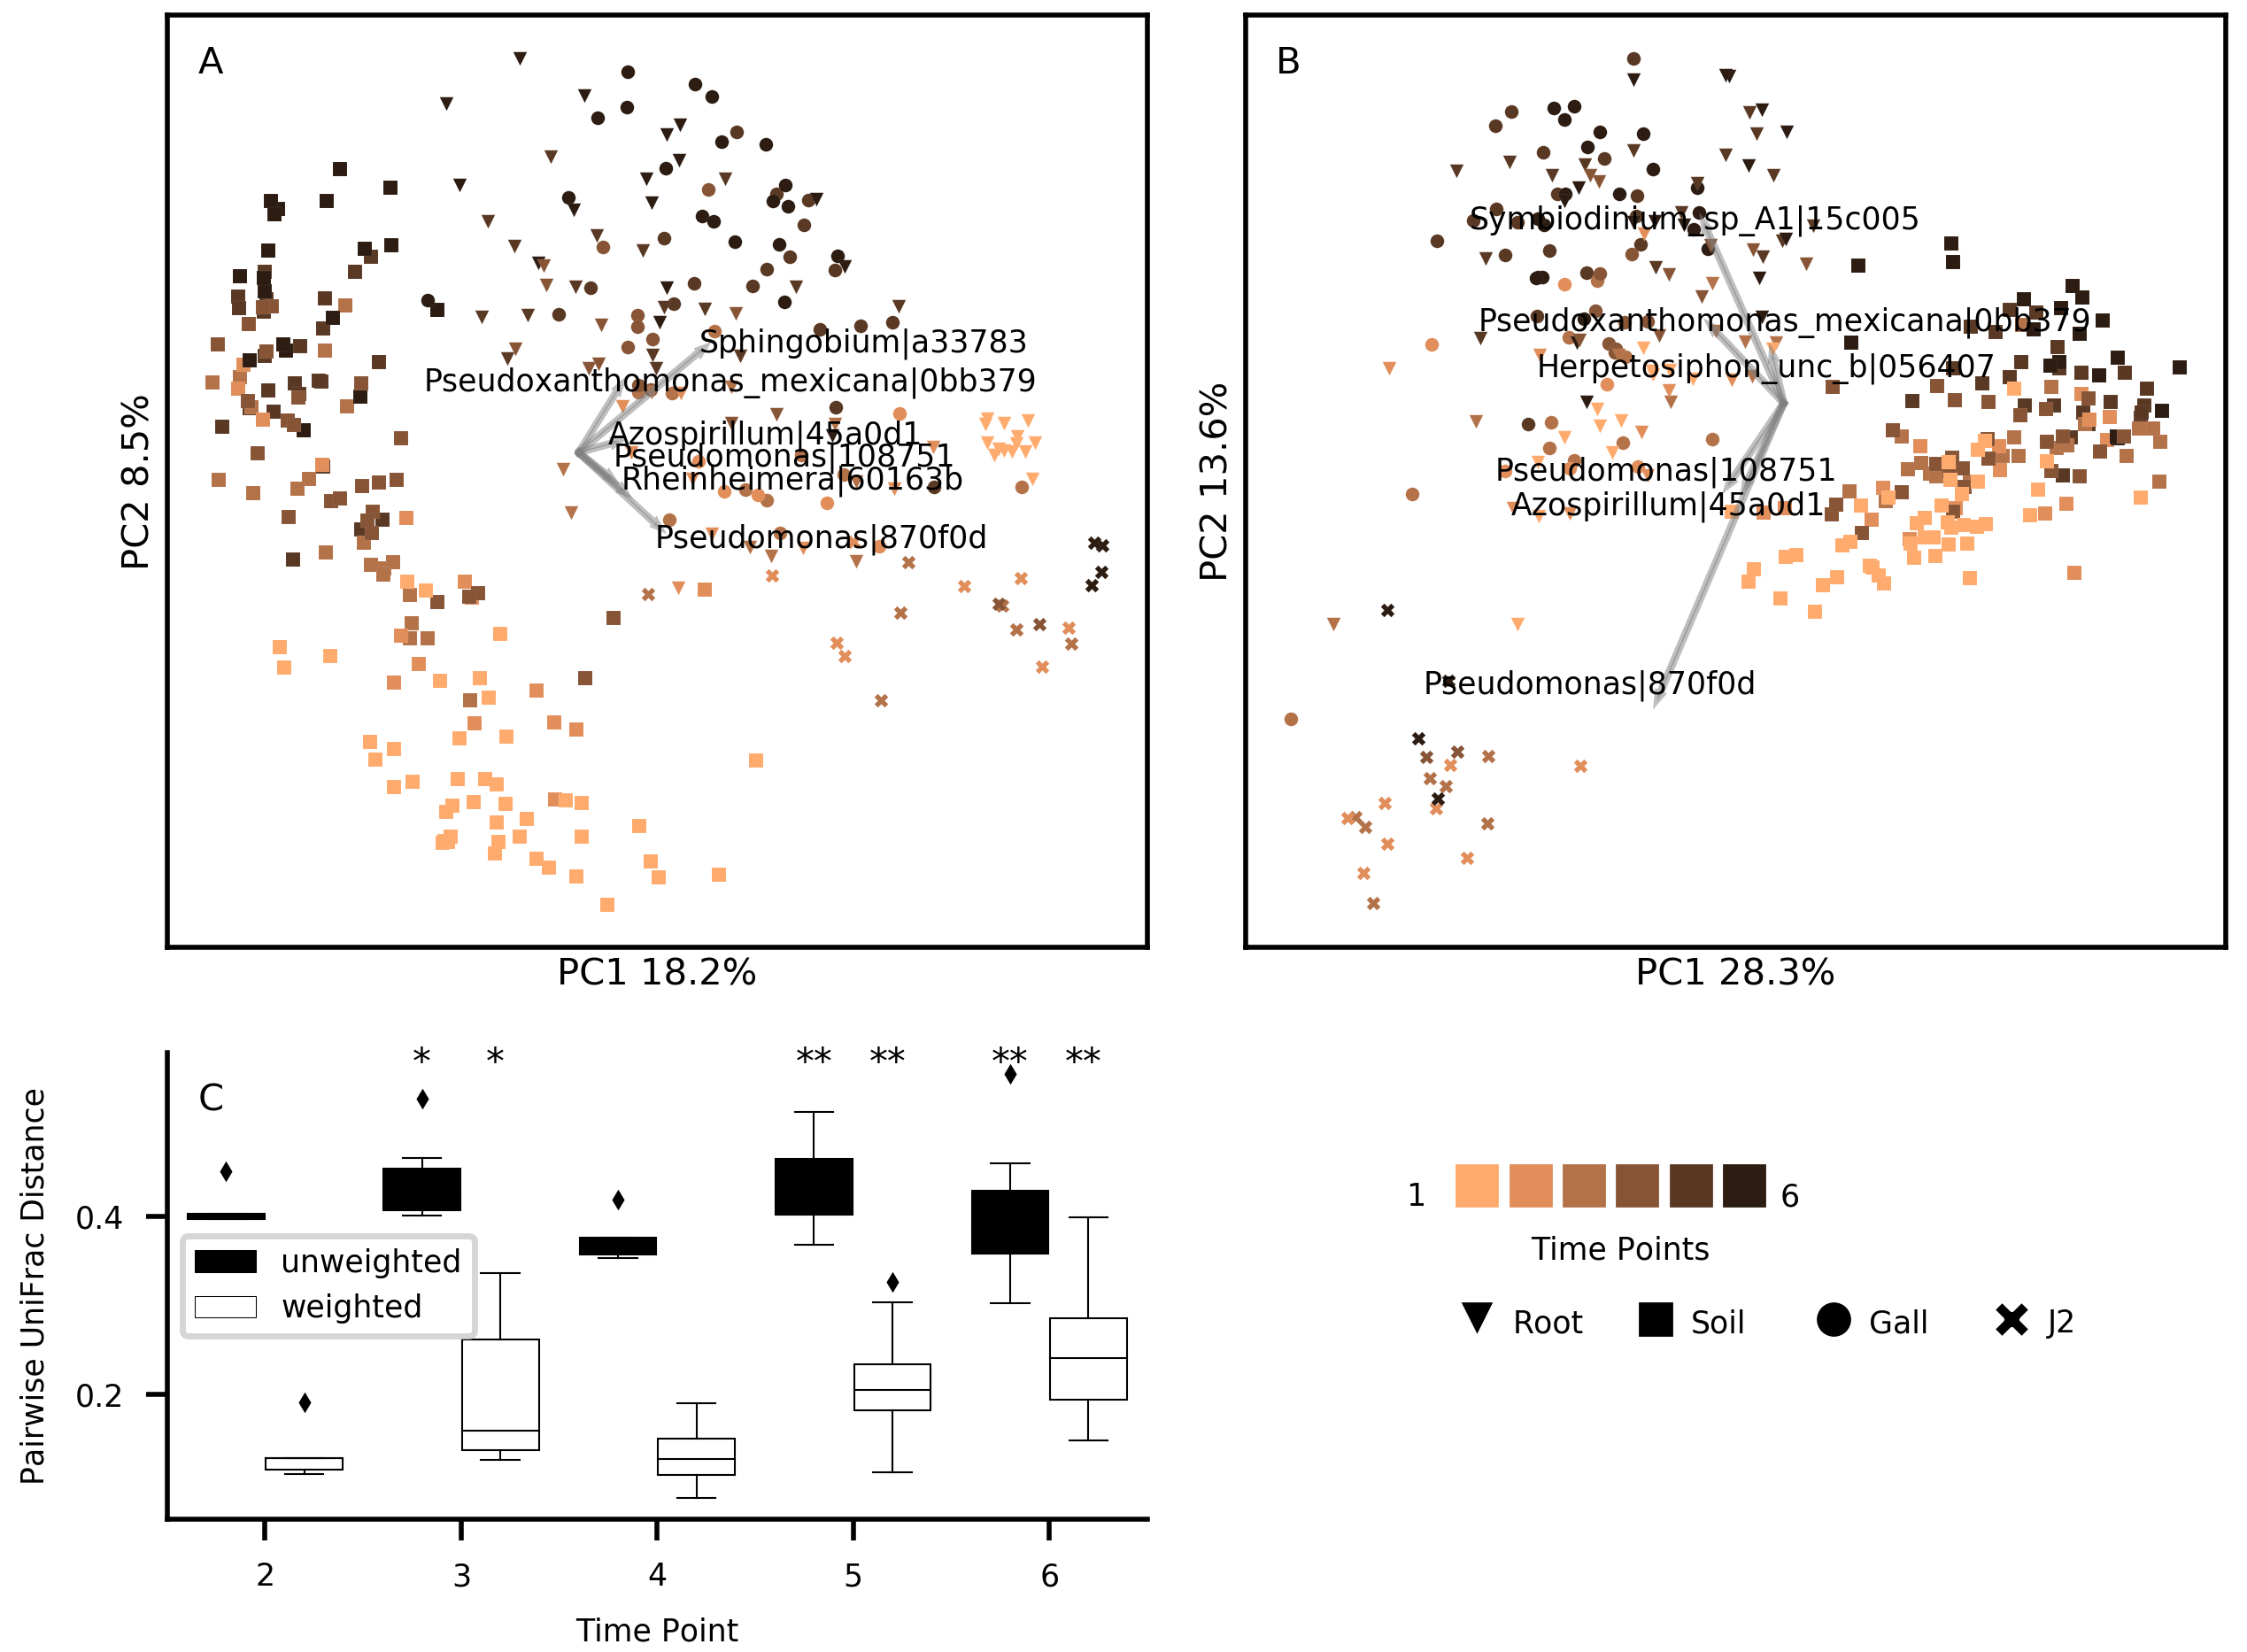 A
Sphingobium|a33783
Pseudoxanthomonas_mexicana|0bb379
Azospirillum|45a0d1
Pseudomonas|108751
Rheinheimera|60163b
Pseudomonas|870f0d
PC2 8.5%
PC1 18.2%
B
Symbiodinium_sp_A1|15c005
Pseudoxanthomonas_mexicana|0bb379
Herpetosiphon_unc_b|056407
Pseudomonas|108751
Azospirillum|45a0d1
Pseudomonas|870f0d
PC2 13.6%
PC1 28.3%
* * ** ** ** **
C
Pairwise UniFrac Distance
0.4
0.2
unweighted
weighted
2 3 4 5 6
Time Point
1 6
Time Points
Root Soil Gall J2